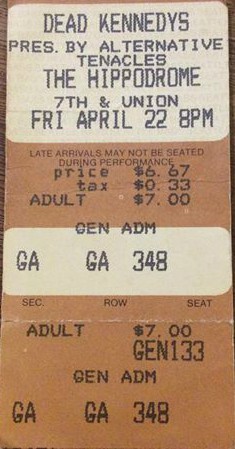 DEAD KENNEDYS
PRES. BY ALTERNATIVE
TENACLES
THE HIPPODROME
7TH & UNION
FRI APRIL 22 8PM
LATE ARRIVALS MAY NOT BE SEATED
DURING PERFORMANCE
price $6.67
tax $0.33
ADULT $7.00
GEN ADM
GA GA 348
SEC. ROW SEAT
ADULT $7.00
GEN133
GEN ADM
GA GA 348